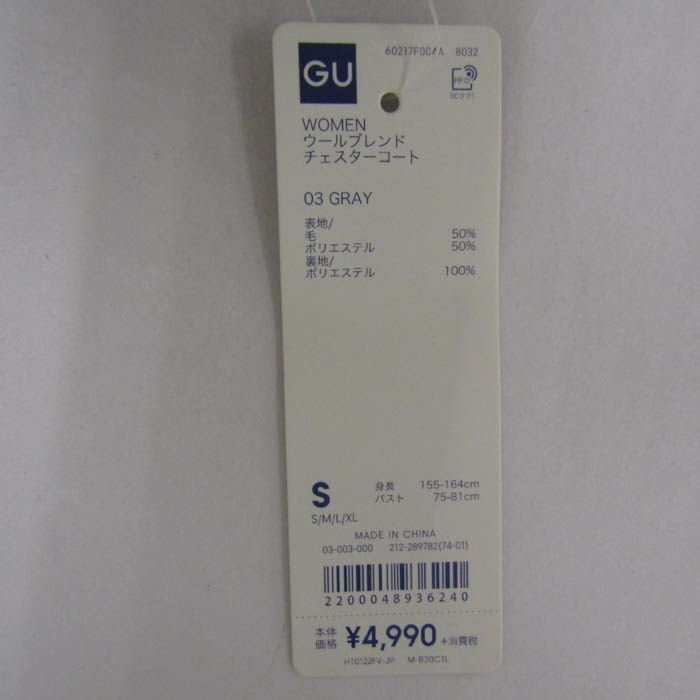 60217F004A 8032
GU
RFID
(ICタグ)
WOMEN
ウールブレンド
チェスターコート
03 GRAY
表地/
毛 50%
ポリエステル 50%
裏地/
ポリエステル 100%
S 身長 155-164cm
バスト 75-81cm
S/M/L/XL
MADE IN CHINA
03-003-000 212-289782(74-01)
2200048936240
本体価格 ¥4,990 +消費税
HT0122FV-JP M-B20C1L